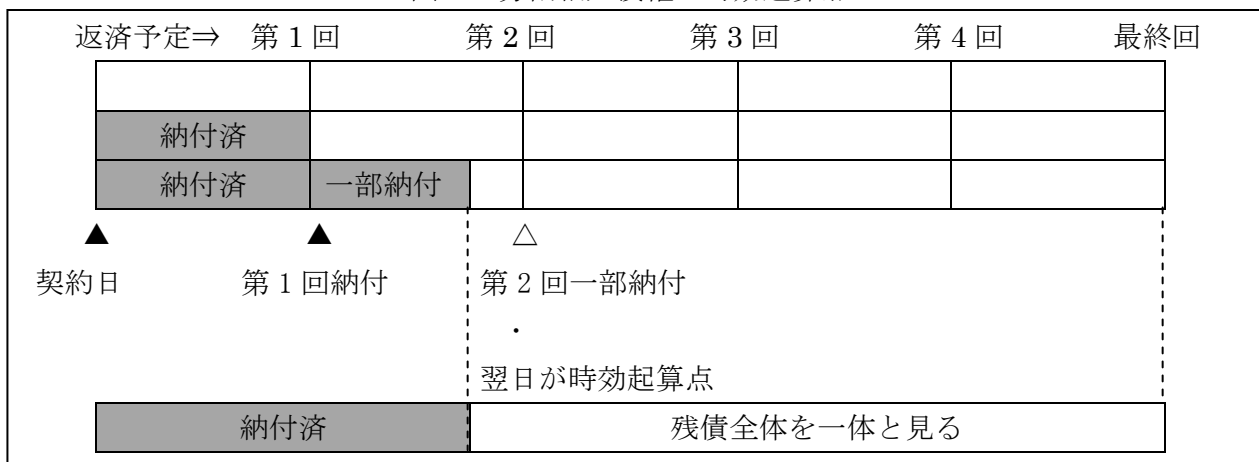 返済予定⇒ 第1回 第2回 第3回 第4回 最終回
納付済
納付済 一部納付
▲ ▲ △
契約日 第1回納付 第2回一部納付
・
翌日が時効起算点
納付済 残債全体を一体と見る